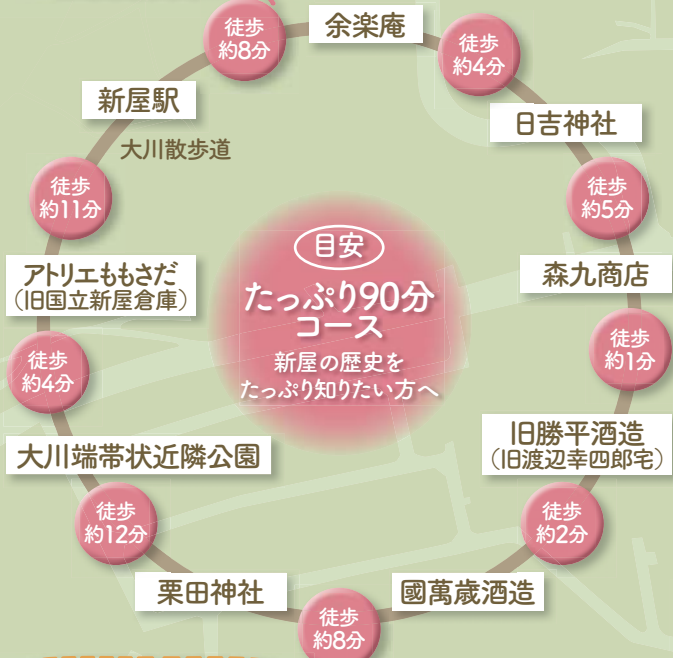 余楽庵
徒歩
約4分
日吉神社
徒歩
約5分
森九商店
徒歩
約1分
旧勝平酒造
（旧渡辺幸四郎宅）
徒歩
約2分
國萬歳酒造
徒歩
約8分
栗田神社
徒歩
約12分
大川端帯状近隣公園
徒歩
約4分
アトリエももさだ
（旧国立新屋倉庫）
徒歩
約11分
大川散歩道
新屋駅
徒歩
約8分
目安
たっぷり90分
コース
新屋の歴史を
たっぷり知りたい方へ